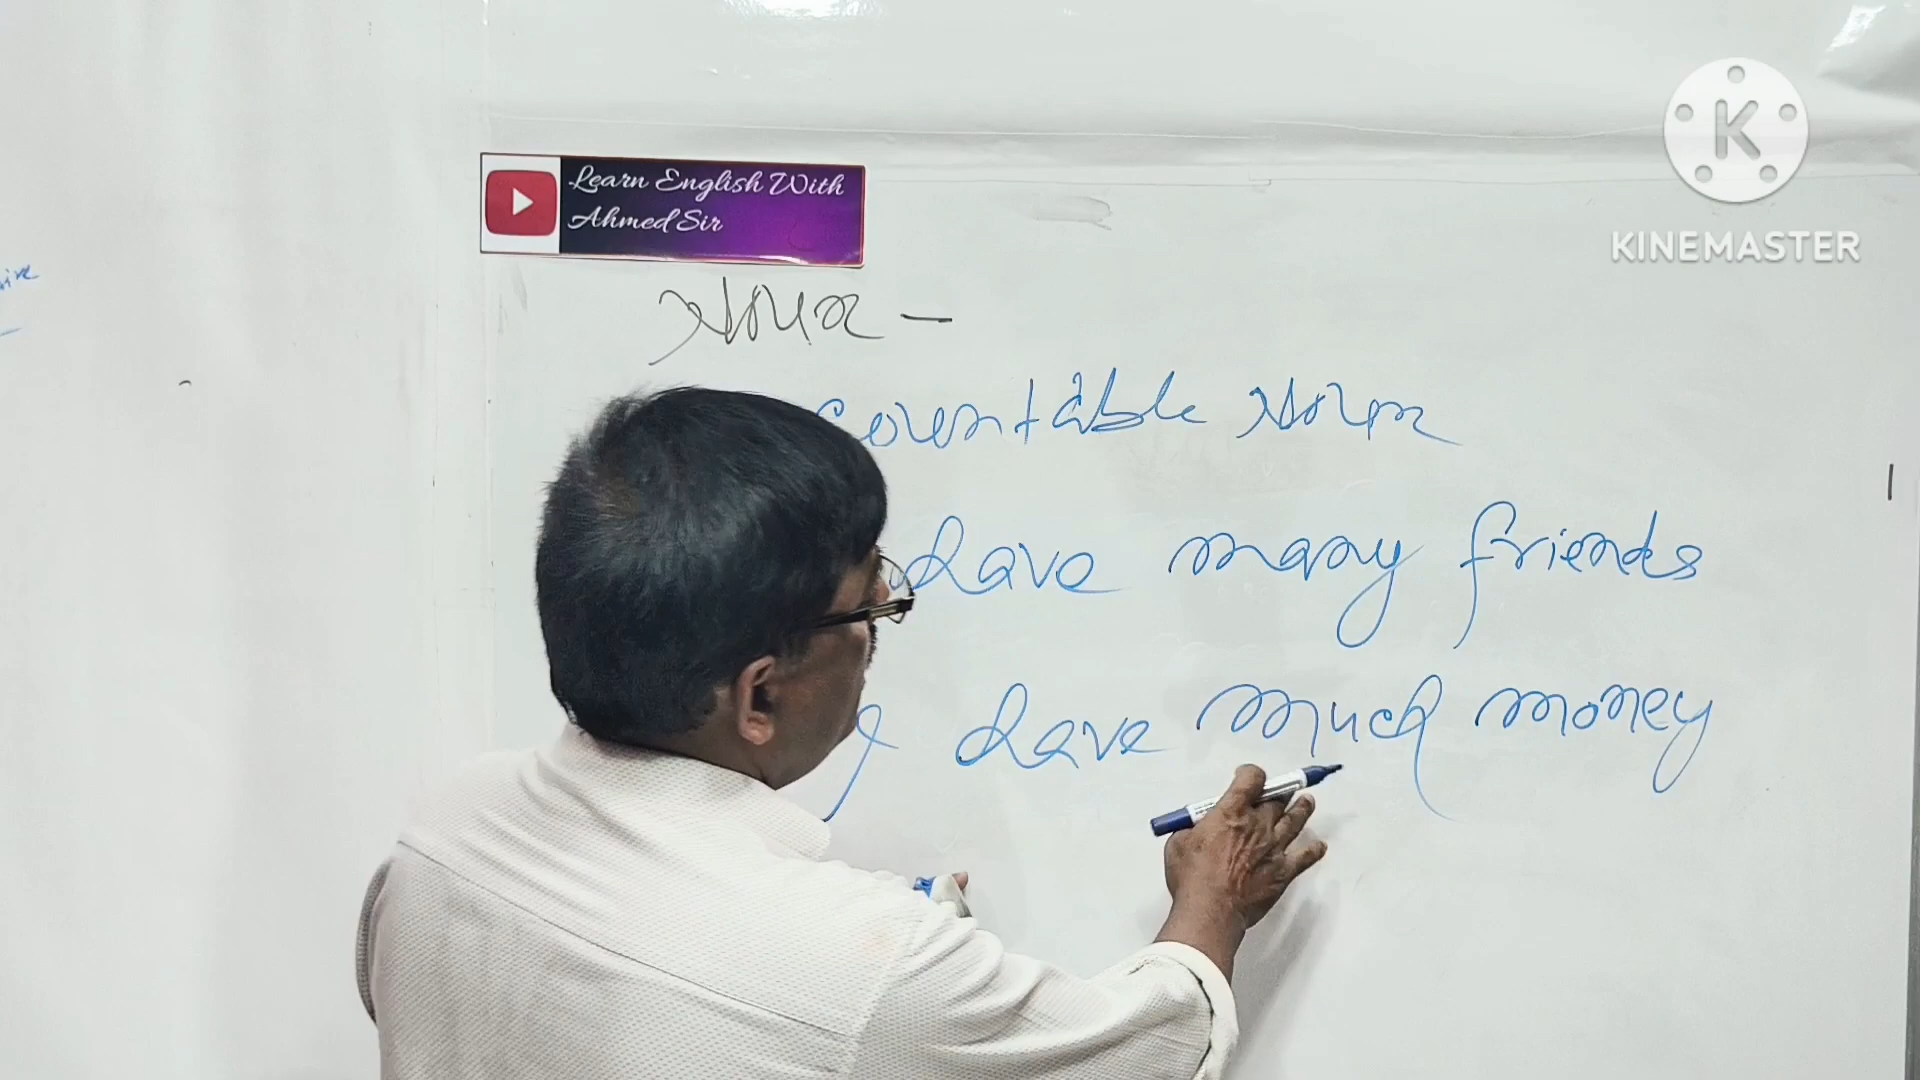 Learn English With
Ahmed Sir
KINEMASTER
Noun —
Countable Noun
have many friends
I have much money